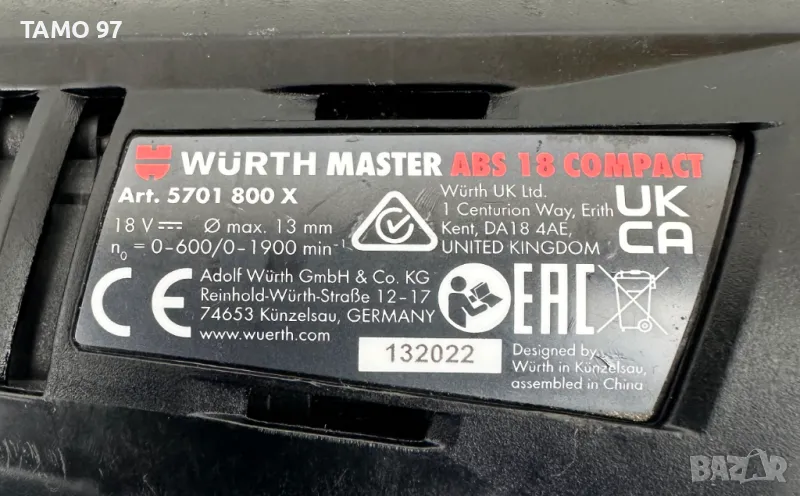 TAMO 97
WÜRTH MASTER ABS 18 COMPACT
Art. 5701 800 X
18 V Ø max. 13 mm
n₀ = 0-600/0-1900 min⁻¹
Würth UK Ltd.
1 Centurion Way, Erith
Kent, DA18 4AE,
UNITED KINGDOM
UK
CA
CE
Adolf Würth GmbH & Co. KG
Reinhold-Würth-Straße 12-17
74653 Künzelsau, GERMANY
www.wuerth.com
EAC
132022
Designed by
Würth in Künzelsau,
assembled in China
BAZAR